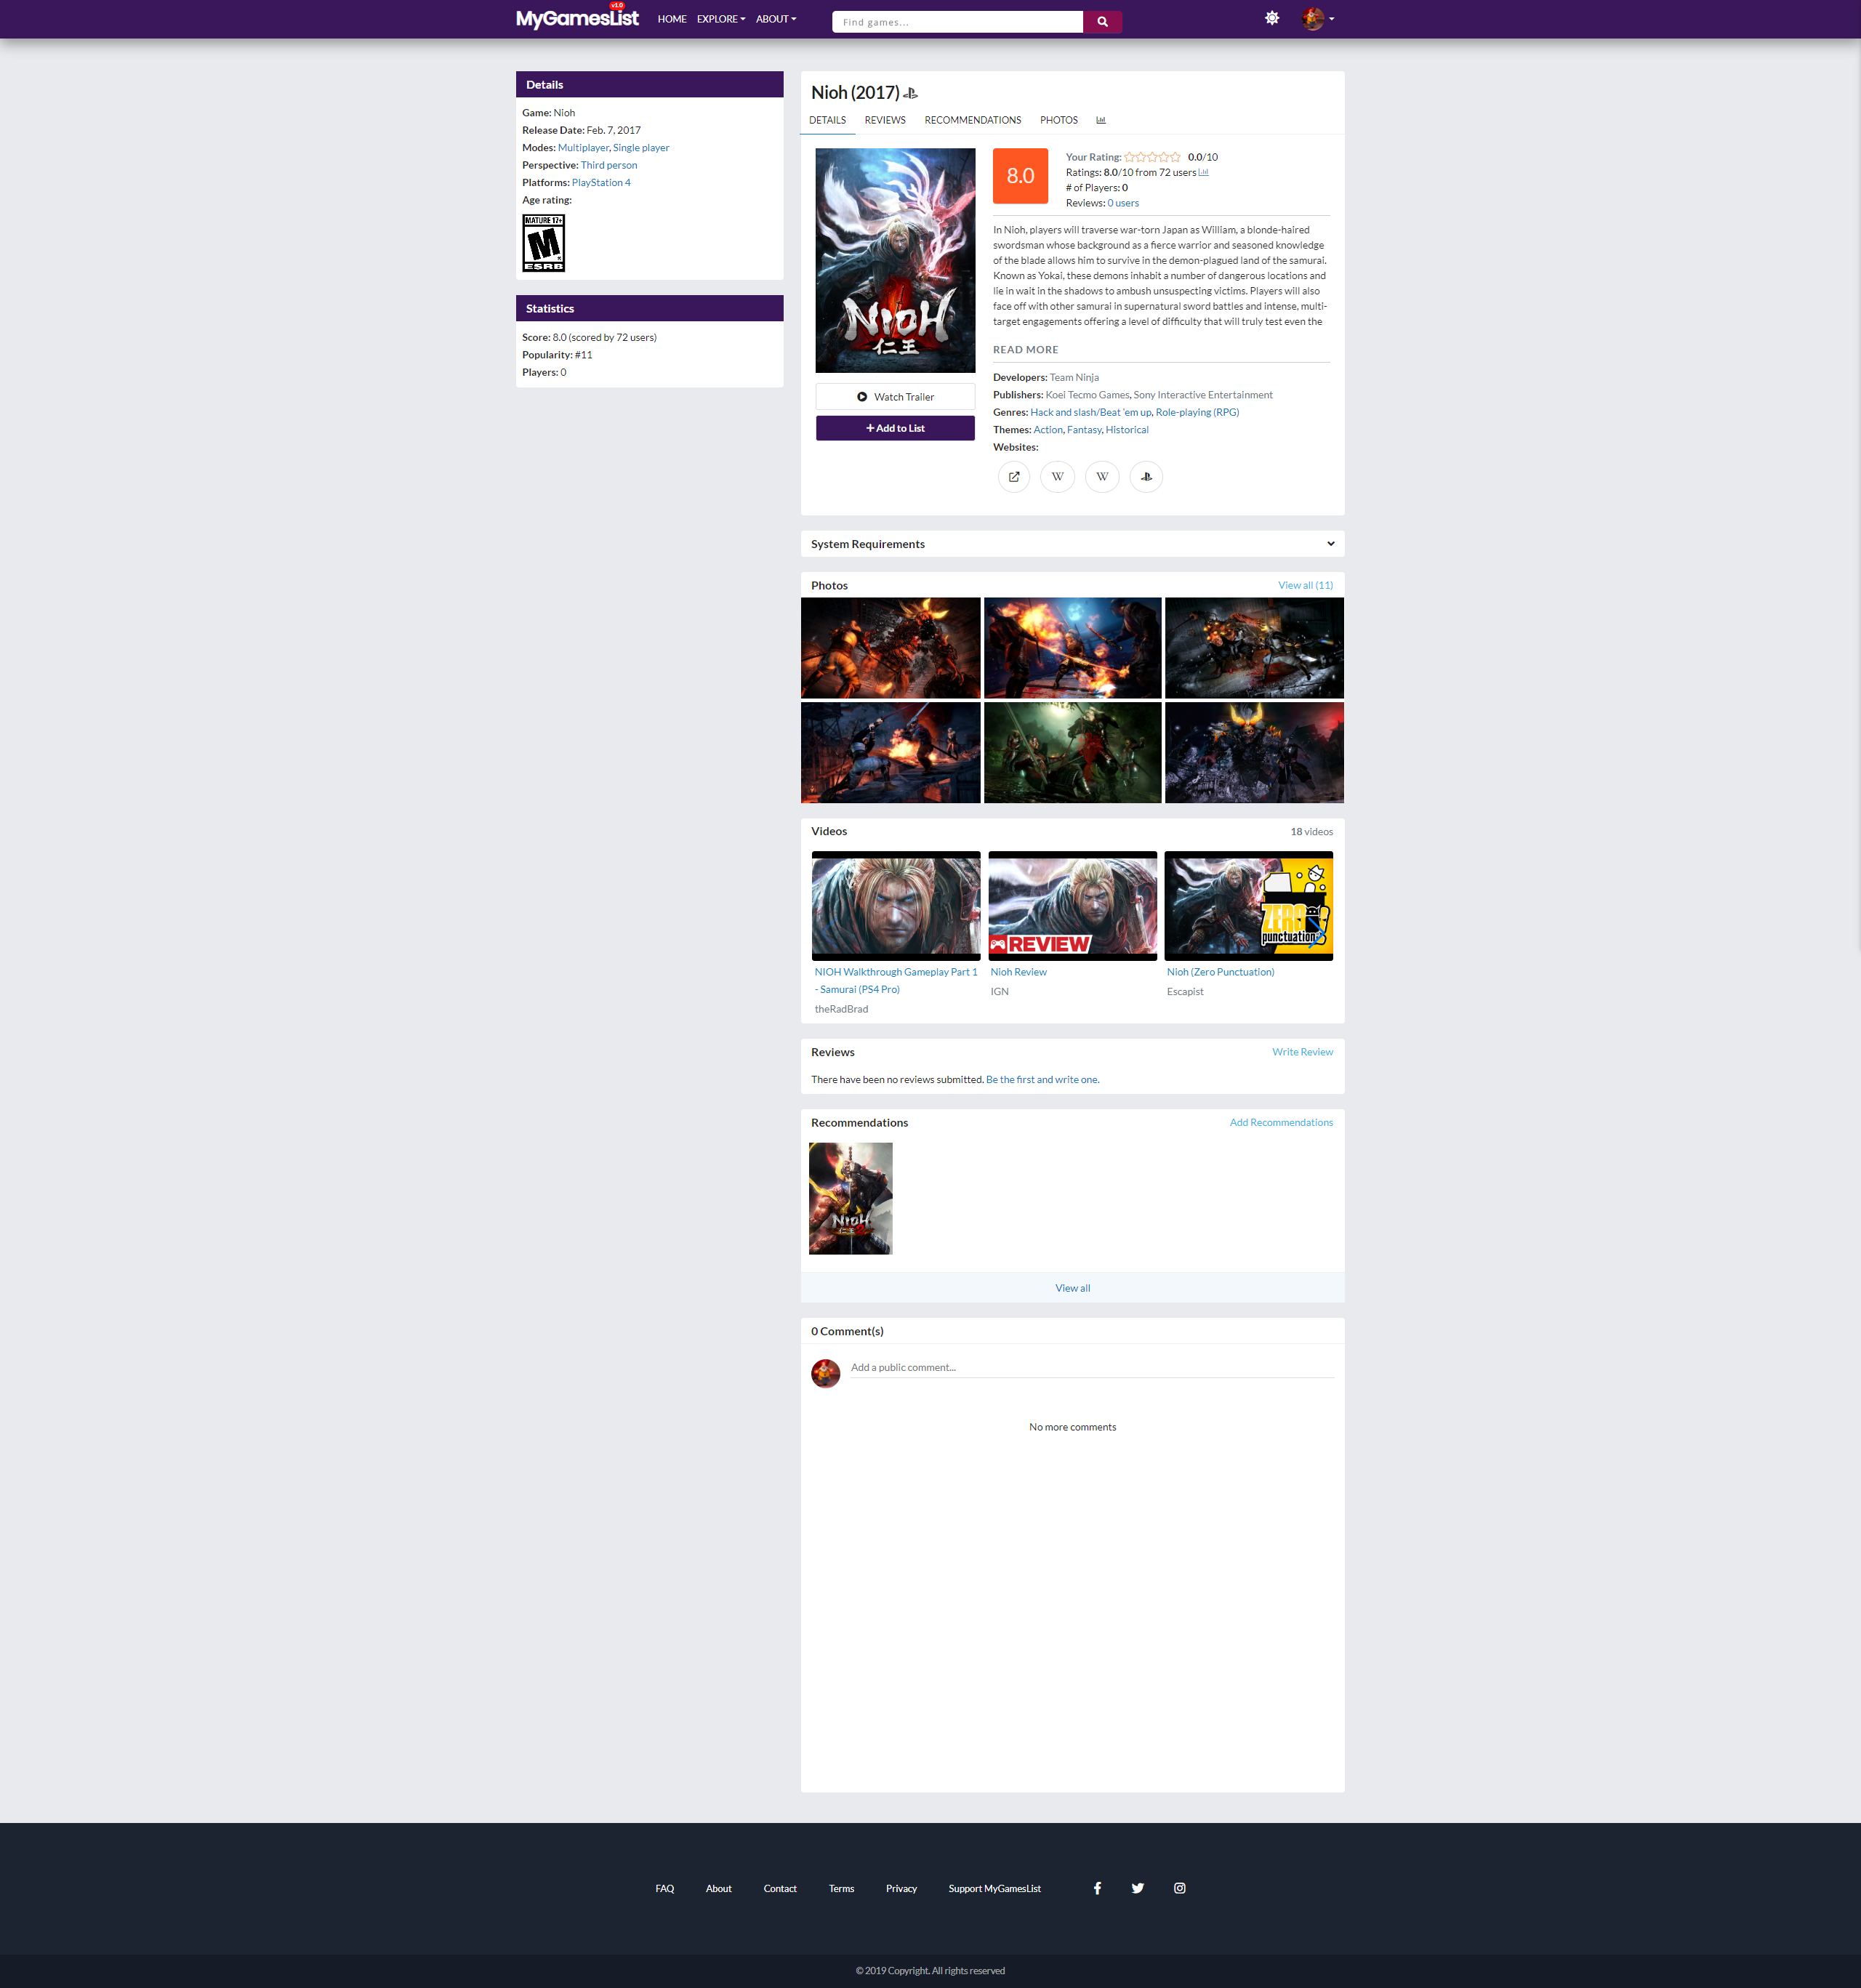 MyGamesList
v1.0
HOME
EXPLORE
ABOUT
Find games...
Details
Game: Nioh
Release Date: Feb. 7, 2017
Modes: Multiplayer, Single player
Perspective: Third person
Platforms: PlayStation 4
Age rating:
MATURE 17+
M
ESRB
Statistics
Score: 8.0 (scored by 72 users)
Popularity: #11
Players: 0
Nioh (2017)
DETAILS
REVIEWS
RECOMMENDATIONS
PHOTOS
NIOH
仁王
Watch Trailer
Add to List
8.0
Your Rating: 0.0/10
Ratings: 8.0/10 from 72 users
# of Players: 0
Reviews: 0 users
In Nioh, players will traverse war-torn Japan as William, a blonde-haired
swordsman whose background as a fierce warrior and seasoned knowledge
of the blade allows him to survive in the demon-plagued land of the samurai.
Known as Yokai, these demons inhabit a number of dangerous locations and
lie in wait in the shadows to ambush unsuspecting victims. Players will also
face off with other samurai in supernatural sword battles and intense, multi-
target engagements offering a level of difficulty that will truly test even the
READ MORE
Developers: Team Ninja
Publishers: Koei Tecmo Games, Sony Interactive Entertainment
Genres: Hack and slash/Beat 'em up, Role-playing (RPG)
Themes: Action, Fantasy, Historical
Websites:
W
W
System Requirements
Photos
View all (11)
Videos
18 videos
REVIEW
ZERO
punctuation
NIOH Walkthrough Gameplay Part 1
- Samurai (PS4 Pro)
theRadBrad
Nioh Review
IGN
Nioh (Zero Punctuation)
Escapist
Reviews
Write Review
There have been no reviews submitted. Be the first and write one.
Recommendations
Add Recommendations
NIOH
仁王2
View all
0 Comment(s)
Add a public comment...
No more comments
FAQ
About
Contact
Terms
Privacy
Support MyGamesList
© 2019 Copyright. All rights reserved